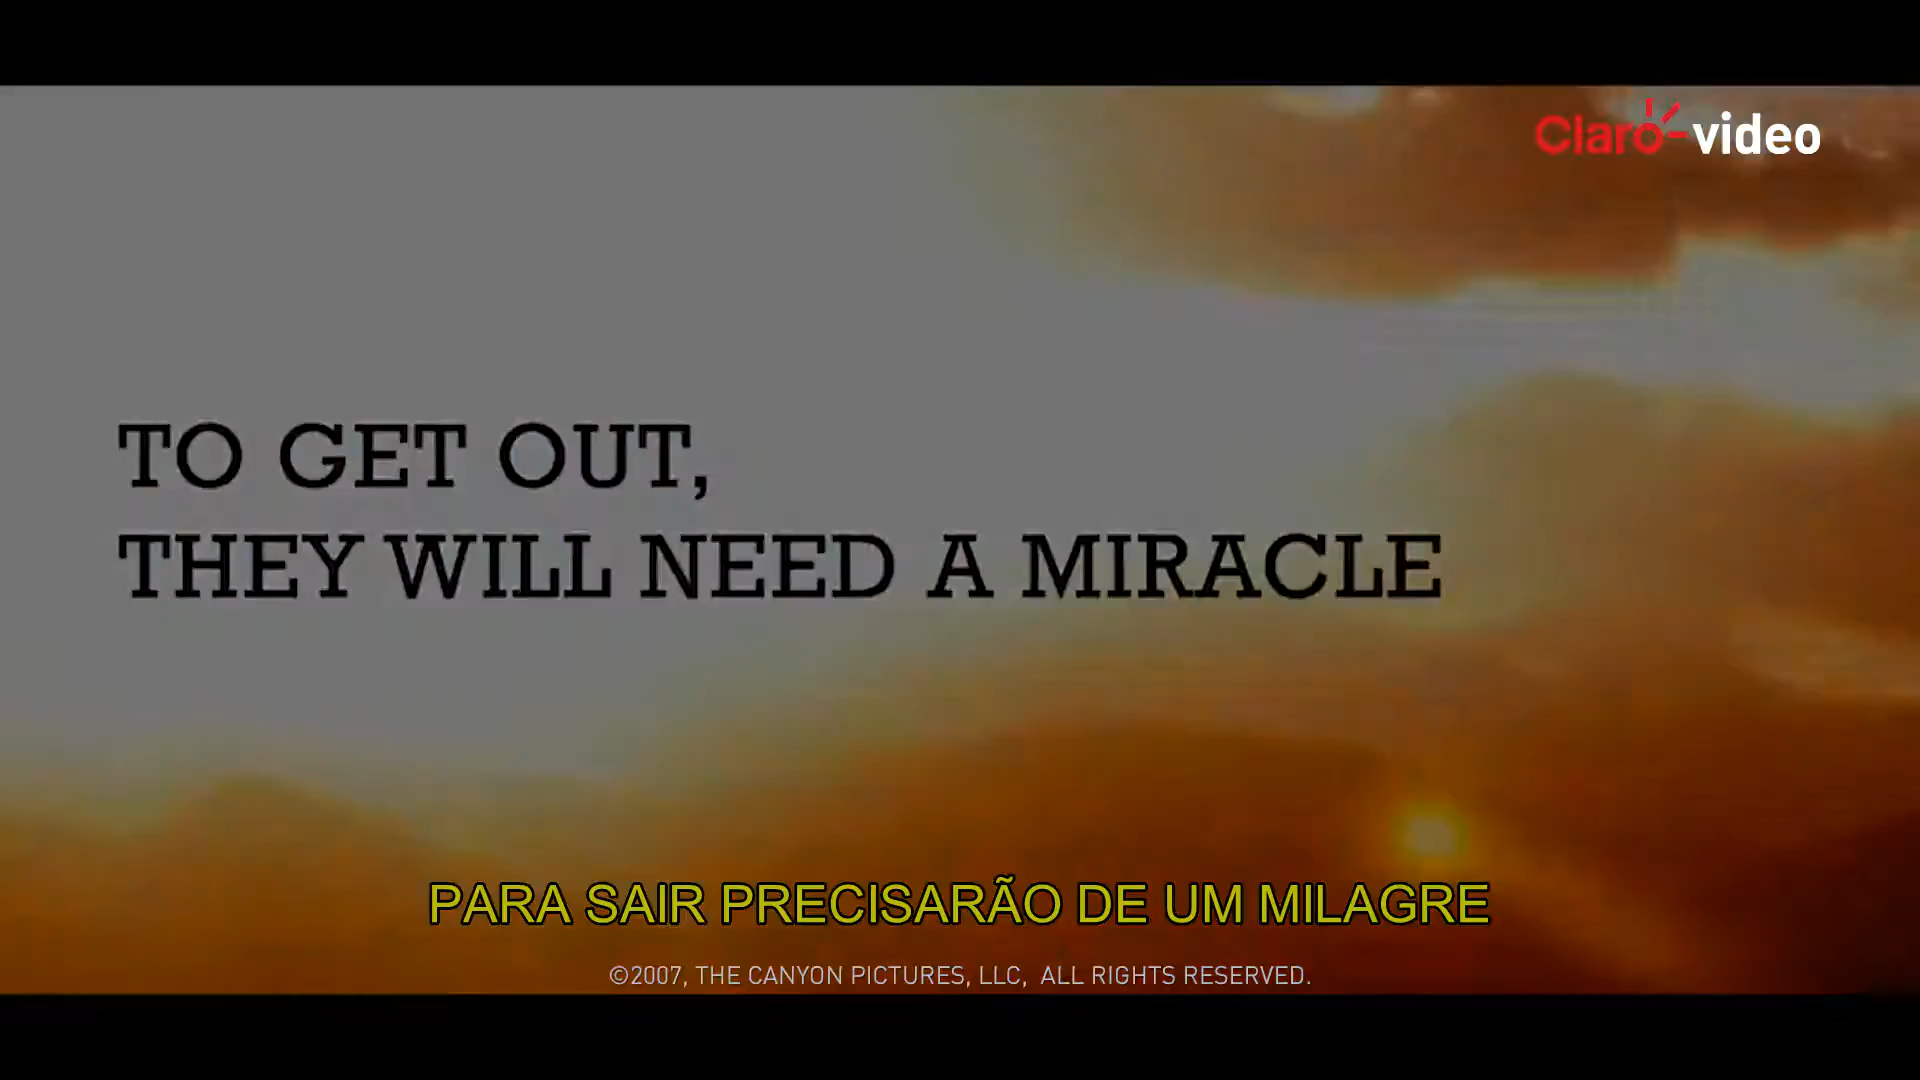 Claro-video
TO GET OUT,
THEY WILL NEED A MIRACLE
PARA SAIR PRECISARÃO DE UM MILAGRE
©2007, THE CANYON PICTURES, LLC, ALL RIGHTS RESERVED.